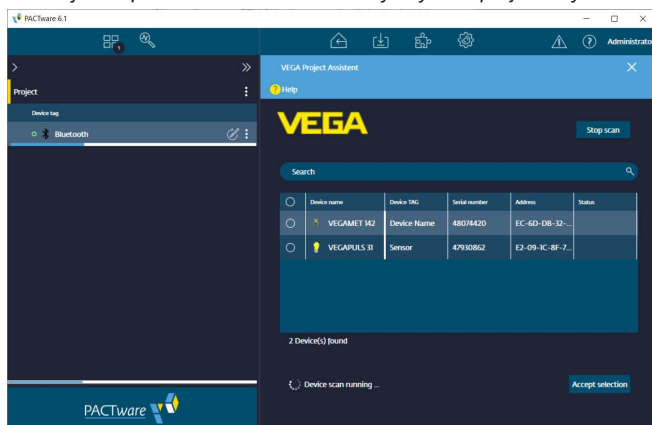 PACTware 6.1
1
Administrato
VEGA Project Assistent
Project
Help
Device tag
Bluetooth
VEGA
Stop scan
Search
Device name Device TAG Serial number Address Status
VEGAMET 142 Device Name 48074420 EC-6D-DB-32-...
VEGAPULS 31 Sensor 47930862 E2-09-1C-8F-7...
2 Device(s) found
Device scan running ...
Accept selection
PACTware